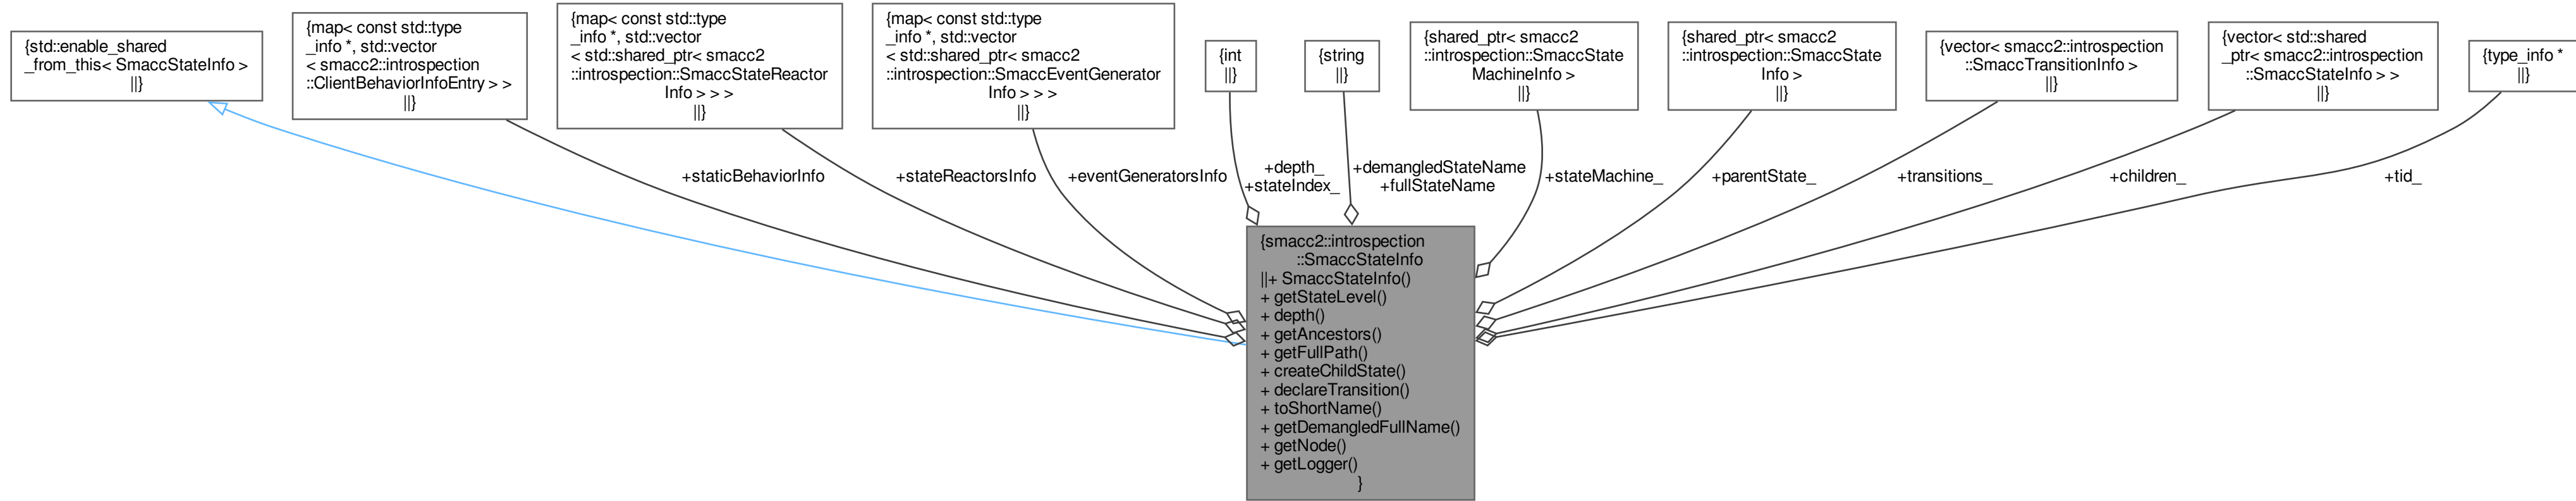 {std::enable_shared
_from_this< SmaccStateInfo >
||}
{map< const std::type
_info *, std::vector
< smacc2::introspection
::ClientBehaviorInfoEntry > >
||}
{map< const std::type
_info *, std::vector
< std::shared_ptr< smacc2
::introspection::SmaccStateReactor
Info > > >
||}
{map< const std::type
_info *, std::vector
< std::shared_ptr< smacc2
::introspection::SmaccEventGenerator
Info > > >
||}
{int
||}
{string
||}
{shared_ptr< smacc2
::introspection::SmaccState
MachineInfo >
||}
{shared_ptr< smacc2
::introspection::SmaccState
Info >
||}
{vector< smacc2::introspection
::SmaccTransitionInfo >
||}
{vector< std::shared
_ptr< smacc2::introspection
::SmaccStateInfo > >
||}
{type_info *
||}
+staticBehaviorInfo
+stateReactorsInfo
+eventGeneratorsInfo
+depth_
+stateIndex_
+demangledStateName
+fullStateName
+stateMachine_
+parentState_
+transitions_
+children_
+tid_
{smacc2::introspection
::SmaccStateInfo
||+ SmaccStateInfo()
+ getStateLevel()
+ depth()
+ getAncestors()
+ getFullPath()
+ createChildState()
+ declareTransition()
+ toShortName()
+ getDemangledFullName()
+ getNode()
+ getLogger()
}